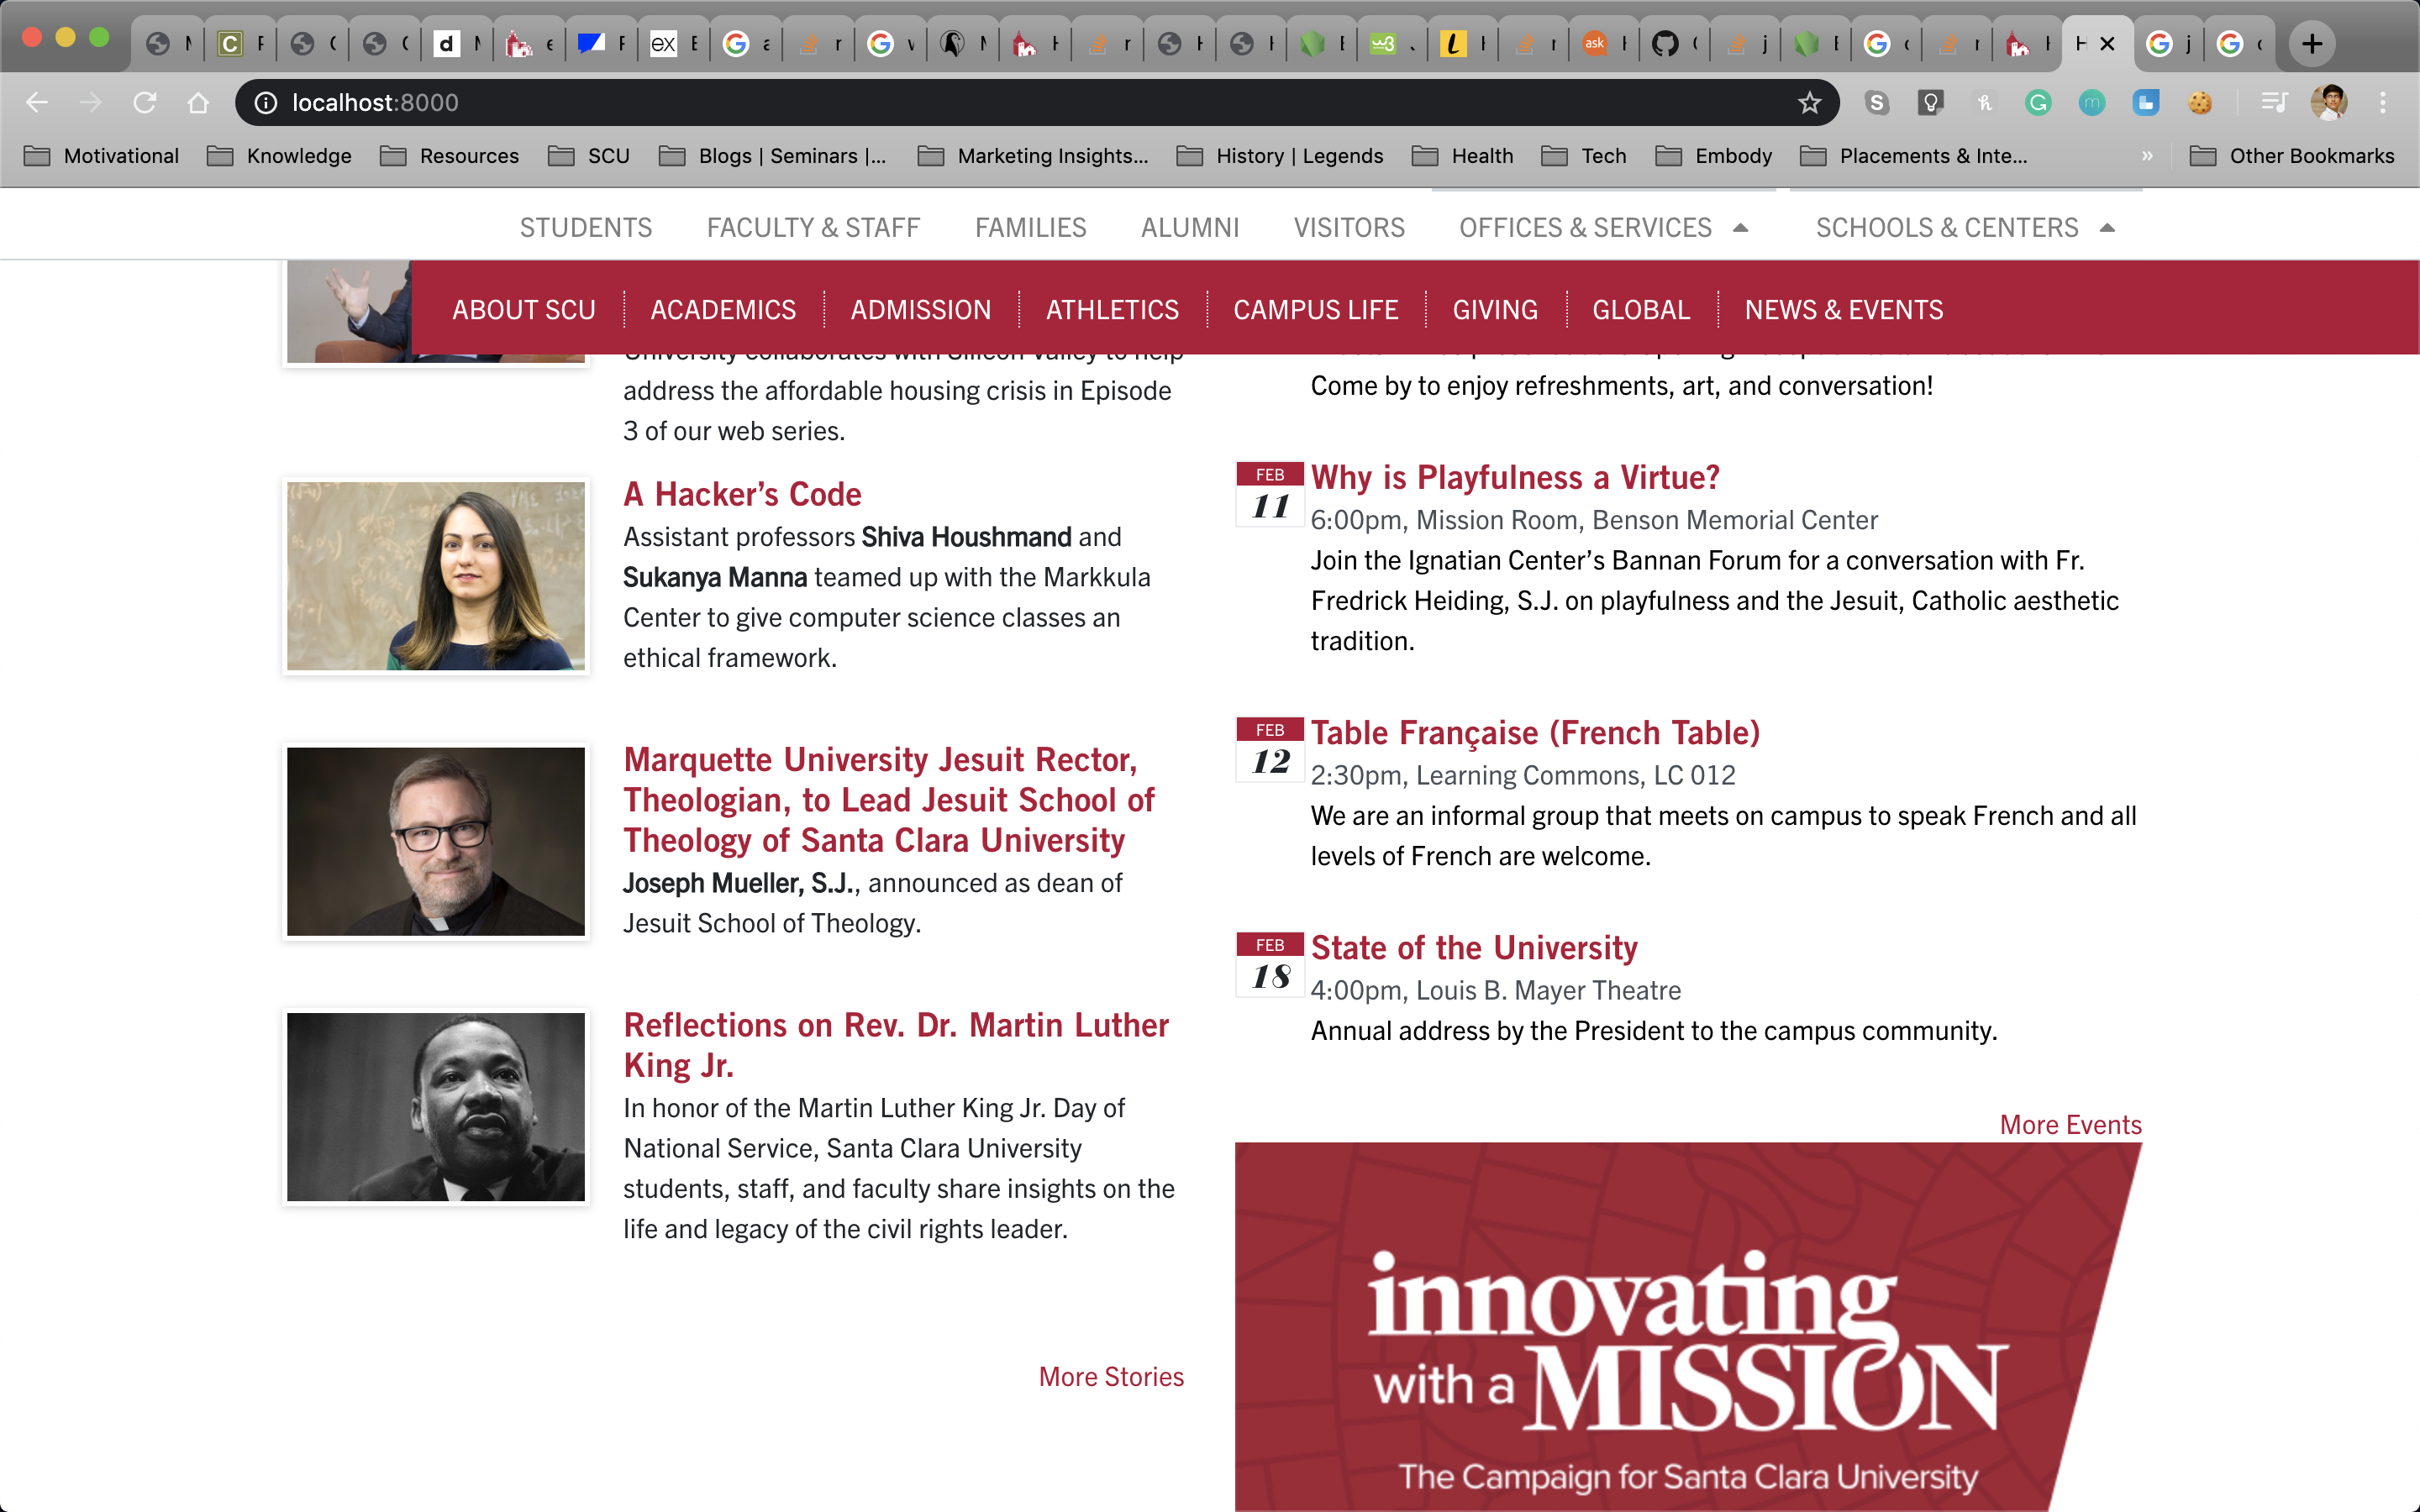 localhost:8000
Motivational
Knowledge
Resources
SCU
Blogs | Seminars |...
Marketing Insights...
History | Legends
Health
Tech
Embody
Placements & Inte...
»
Other Bookmarks
STUDENTS
FACULTY & STAFF
FAMILIES
ALUMNI
VISITORS
OFFICES & SERVICES
SCHOOLS & CENTERS
ABOUT SCU
ACADEMICS
ADMISSION
ATHLETICS
CAMPUS LIFE
GIVING
GLOBAL
NEWS & EVENTS
University collaborates with Silicon Valley to help
address the affordable housing crisis in Episode
3 of our web series.
A Hacker’s Code
Assistant professors Shiva Houshmand and
Sukanya Manna teamed up with the Markkula
Center to give computer science classes an
ethical framework.
Marquette University Jesuit Rector,
Theologian, to Lead Jesuit School of
Theology of Santa Clara University
Joseph Mueller, S.J., announced as dean of
Jesuit School of Theology.
Reflections on Rev. Dr. Martin Luther
King Jr.
In honor of the Martin Luther King Jr. Day of
National Service, Santa Clara University
students, staff, and faculty share insights on the
life and legacy of the civil rights leader.
More Stories
Come by to enjoy refreshments, art, and conversation!
FEB
11
Why is Playfulness a Virtue?
6:00pm, Mission Room, Benson Memorial Center
Join the Ignatian Center’s Bannan Forum for a conversation with Fr.
Fredrick Heiding, S.J. on playfulness and the Jesuit, Catholic aesthetic
tradition.
FEB
12
Table Française (French Table)
2:30pm, Learning Commons, LC 012
We are an informal group that meets on campus to speak French and all
levels of French are welcome.
FEB
18
State of the University
4:00pm, Louis B. Mayer Theatre
Annual address by the President to the campus community.
More Events
innovating
with a MISSION
The Campaign for Santa Clara University